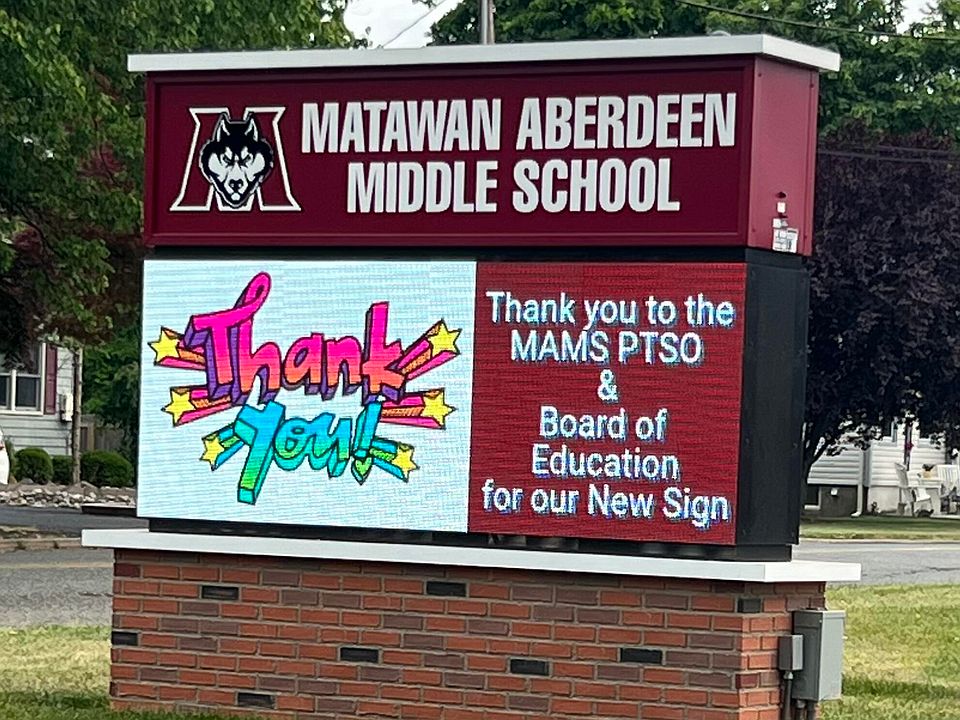 M
MATAWAN ABERDEEN
MIDDLE SCHOOL
Thank
You!
Thank you to the
MAMS PTSO
&
Board of
Education
for our New Sign